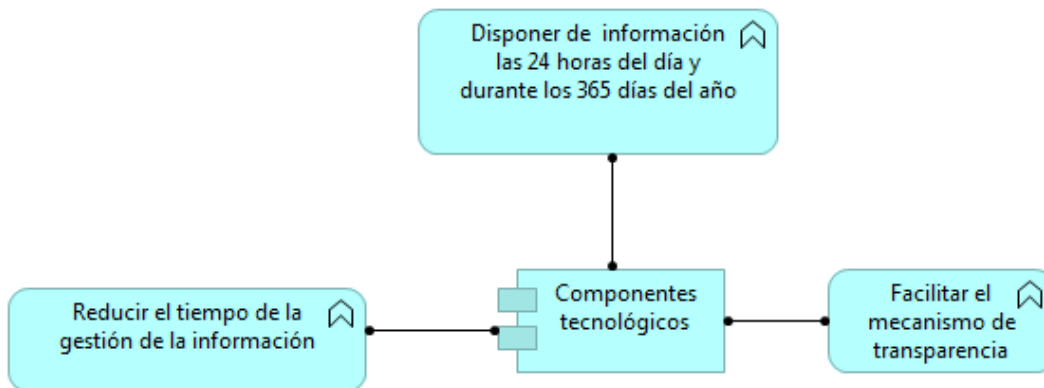 Disponer de información
las 24 horas del día y
durante los 365 días del año
Reducir el tiempo de la
gestión de la información
Componentes
tecnológicos
Facilitar el
mecanismo de
transparencia